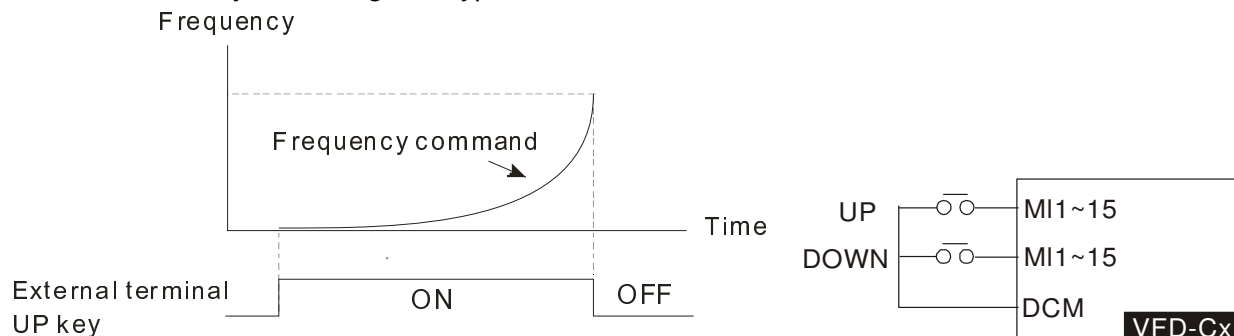 Frequency
Frequency command
Time
External terminal
UP key
ON
OFF
UP
MI1~15
DOWN
MI1~15
DCM
VFD-Cx